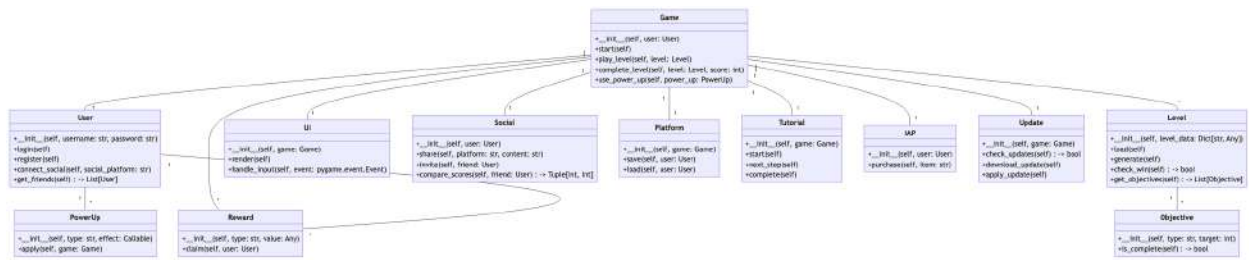 Game
+__init__(self, user: User)
+start(self)
+play_level(self, level: Level)
+complete_level(self, level: Level, score: int)
+use_power_up(self, power_up: PowerUp)
User
+__init__(self, username: str, password: str)
+login(self)
+register(self)
+connect_social(self, social_platform: str)
+get_friends(self) : -> List[User]
UI
+__init__(self, game: Game)
+render(self)
+handle_input(self, event: pygame.event.Event)
Social
+__init__(self, user: User)
+share(self, platform: str, content: str)
+invite(self, friend: User)
+compare_scores(self, friend: User) : -> Tuple[int, int]
Platform
+__init__(self, game: Game)
+save(self, user: User)
+load(self, user: User)
Tutorial
+__init__(self, game: Game)
+start(self)
+next_step(self)
+complete(self)
IAP
+__init__(self, user: User)
+purchase(self, item: str)
Update
+__init__(self, game: Game)
+check_updates(self) : -> bool
+download_update(self)
+apply_update(self)
Level
+__init__(self, level_data: Dict[str, Any])
+load(self)
+generate(self)
+check_win(self) : -> bool
+get_objectives(self) : -> List[Objective]
PowerUp
+__init__(self, type: str, effect: Callable)
+apply(self, game: Game)
Reward
+__init__(self, type: str, value: Any)
+claim(self, user: User)
Objective
+__init__(self, type: str, target: int)
+is_complete(self) : -> bool